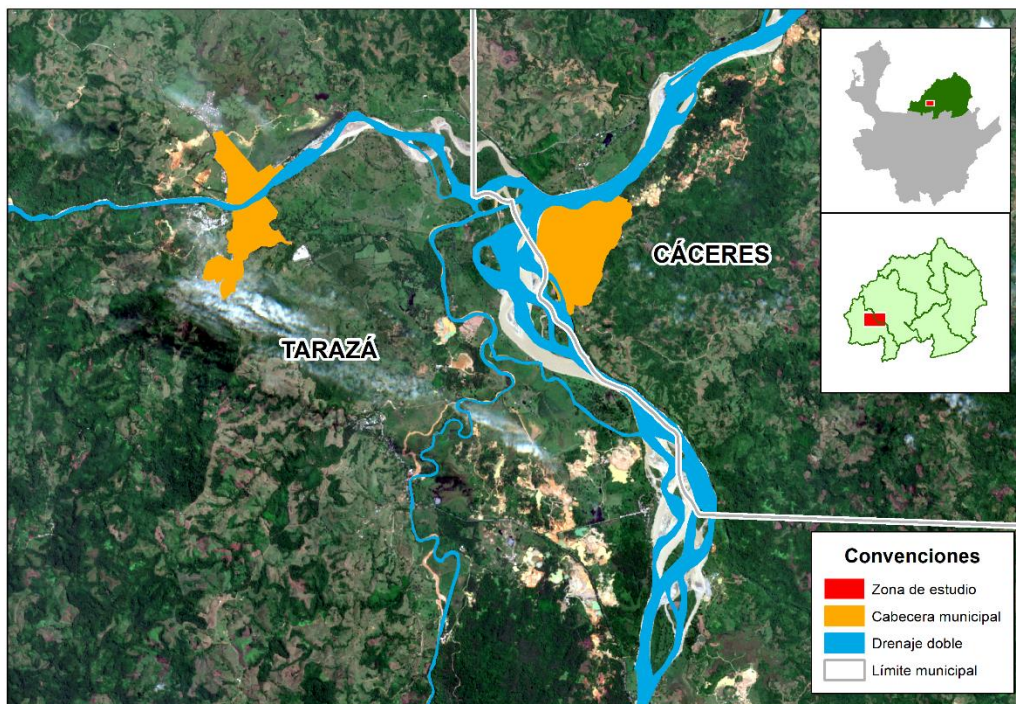 CÁCERES
TARAZÁ
Convenciones
Zona de estudio
Cabecera municipal
Drenaje doble
Límite municipal